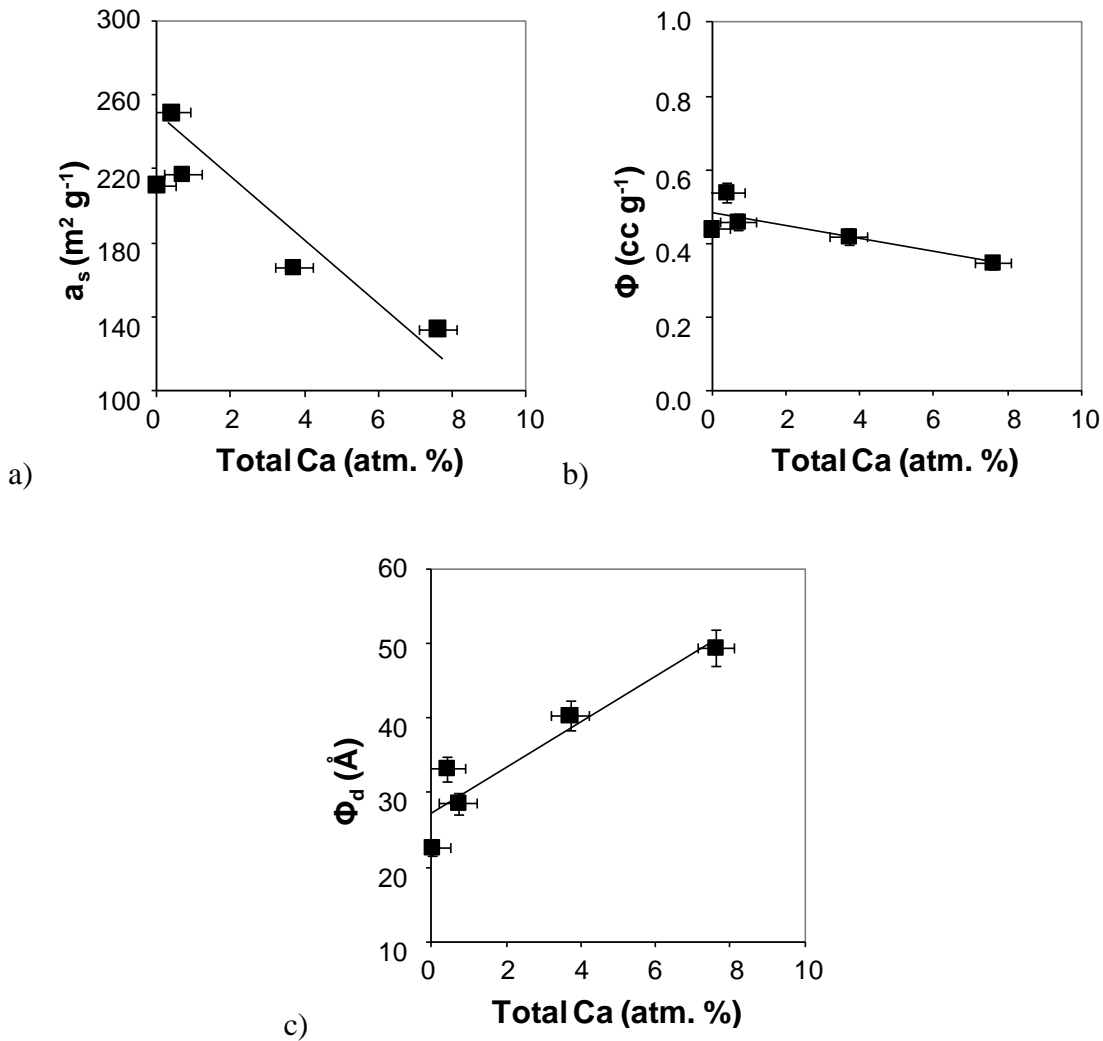 300
260
220
180
140
100
0 2 4 6 8 10
a_s (m² g⁻¹)
Total Ca (atm. %)
a)
1.0
0.8
0.6
0.4
0.2
0.0
0 2 4 6 8 10
Φ (cc g⁻¹)
Total Ca (atm. %)
b)
60
50
40
30
20
10
0 2 4 6 8 10
Φ_d (Å)
Total Ca (atm. %)
c)